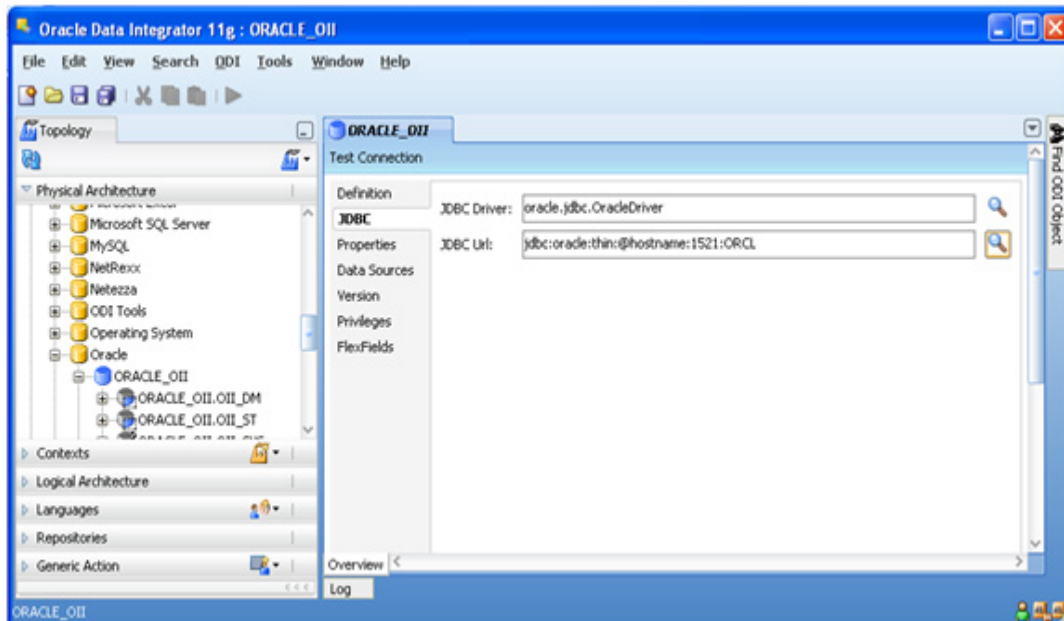 Oracle Data Integrator 11g : ORACLE_OII
File Edit View Search ODI Tools Window Help
Topology
ORACLE_OII
Test Connection
Physical Architecture
Microsoft Excel
Microsoft SQL Server
MySQL
NetRexx
Netezza
ODI Tools
Operating System
Oracle
ORACLE_OII
ORACLE_OII.OII_DM
ORACLE_OII.OII_ST
Contexts
Logical Architecture
Languages
Repositories
Generic Action
Definition
JDBC
Properties
Data Sources
Version
Privileges
FlexFields
JDBC Driver: oracle.jdbc.OracleDriver
JDBC Url: jdbc:oracle:thin:@hostname:1521:ORCL
Find ODI Object
Overview
Log
ORACLE_OII